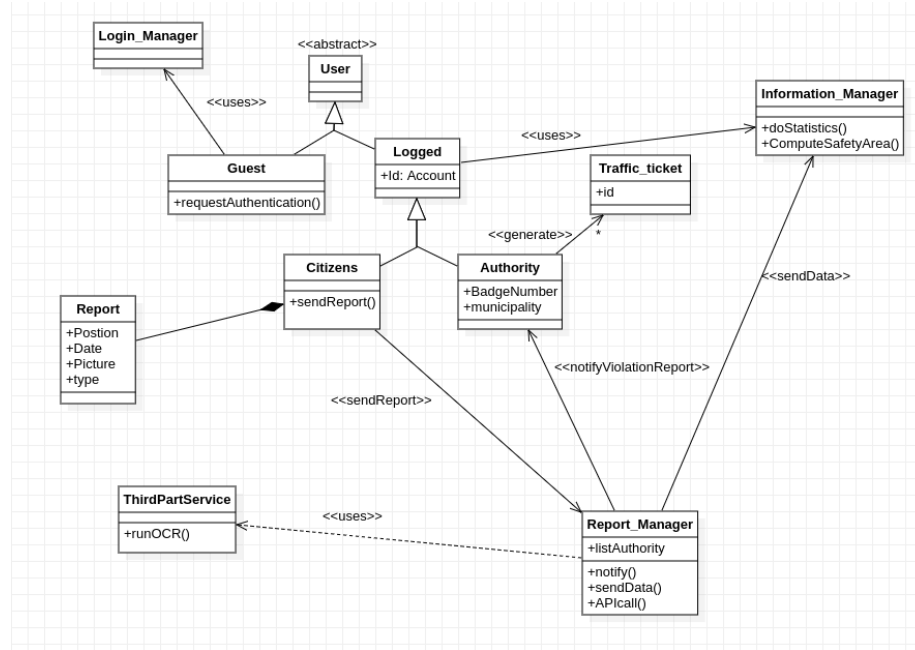 Login_Manager
<<abstract>>
User
<<uses>>
Information_Manager
+doStatistics()
+ComputeSafetyArea()
<<uses>>
Logged
+Id: Account
Guest
+requestAuthentication()
Traffic_ticket
+id
<<generate>>
*
Citizens
+sendReport()
Authority
+BadgeNumber
+municipality
<<sendData>>
Report
+Postion
+Date
+Picture
+type
<<notifyViolationReport>>
<<sendReport>>
ThirdPartService
+runOCR()
<<uses>>
Report_Manager
+listAuthority
+notify()
+sendData()
+APIcall()